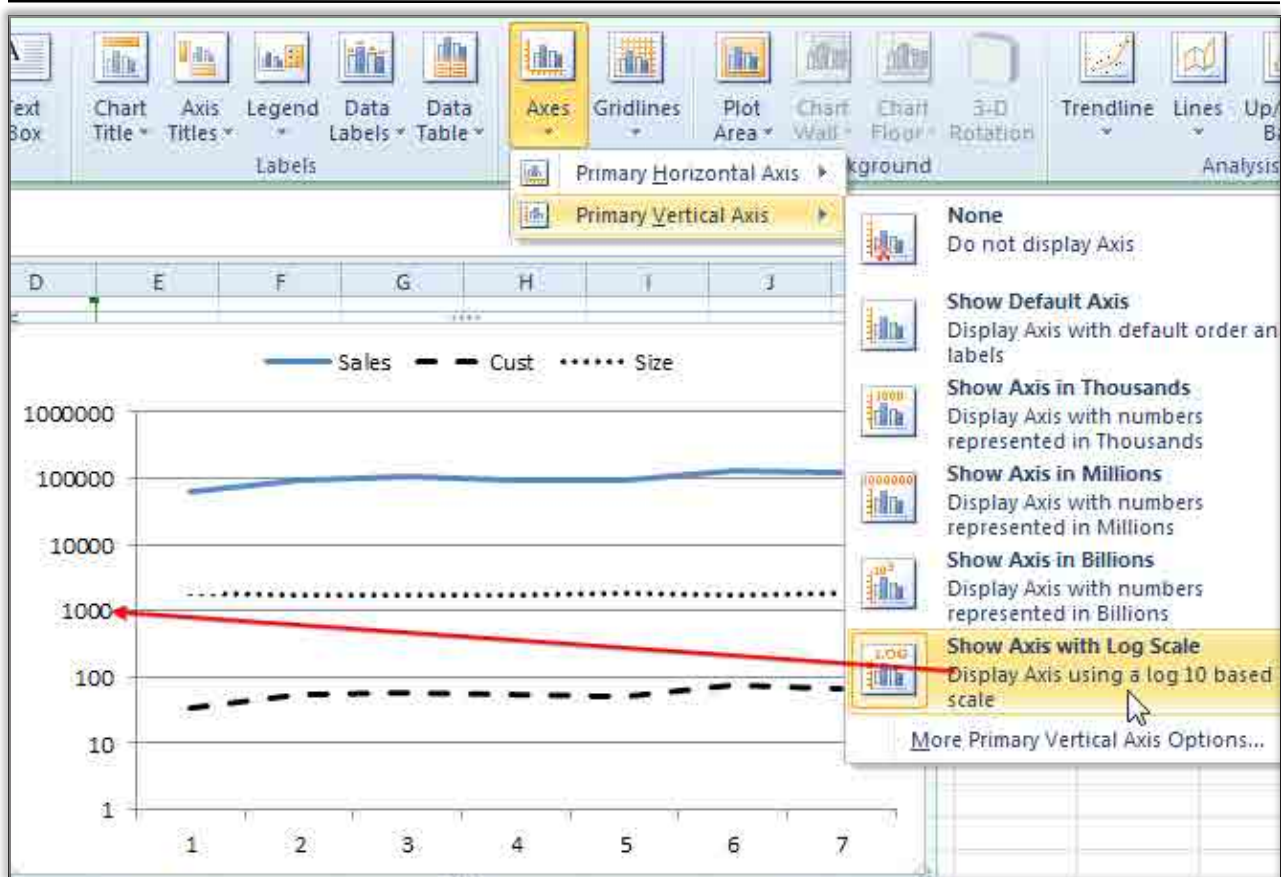 Chart Title
Axis Titles
Legend
Data Labels
Data Table
Axes
Gridlines
Plot Area
Chart Wall
Chart Floor
3-D Rotation
Trendline
Lines
Labels
Analysis
Primary Horizontal Axis
Primary Vertical Axis
None
Do not display Axis
Show Default Axis
Display Axis with default order
labels
Show Axis in Thousands
Display Axis with numbers
represented in Thousands
Show Axis in Millions
Display Axis with numbers
represented in Millions
Show Axis in Billions
Display Axis with numbers
represented in Billions
Show Axis with Log Scale
Display Axis using a log 10 based
scale
More Primary Vertical Axis Options...
D E F G H I J
Sales Cust Size
1000000
100000
10000
1000
100
10
1
1 2 3 4 5 6 7